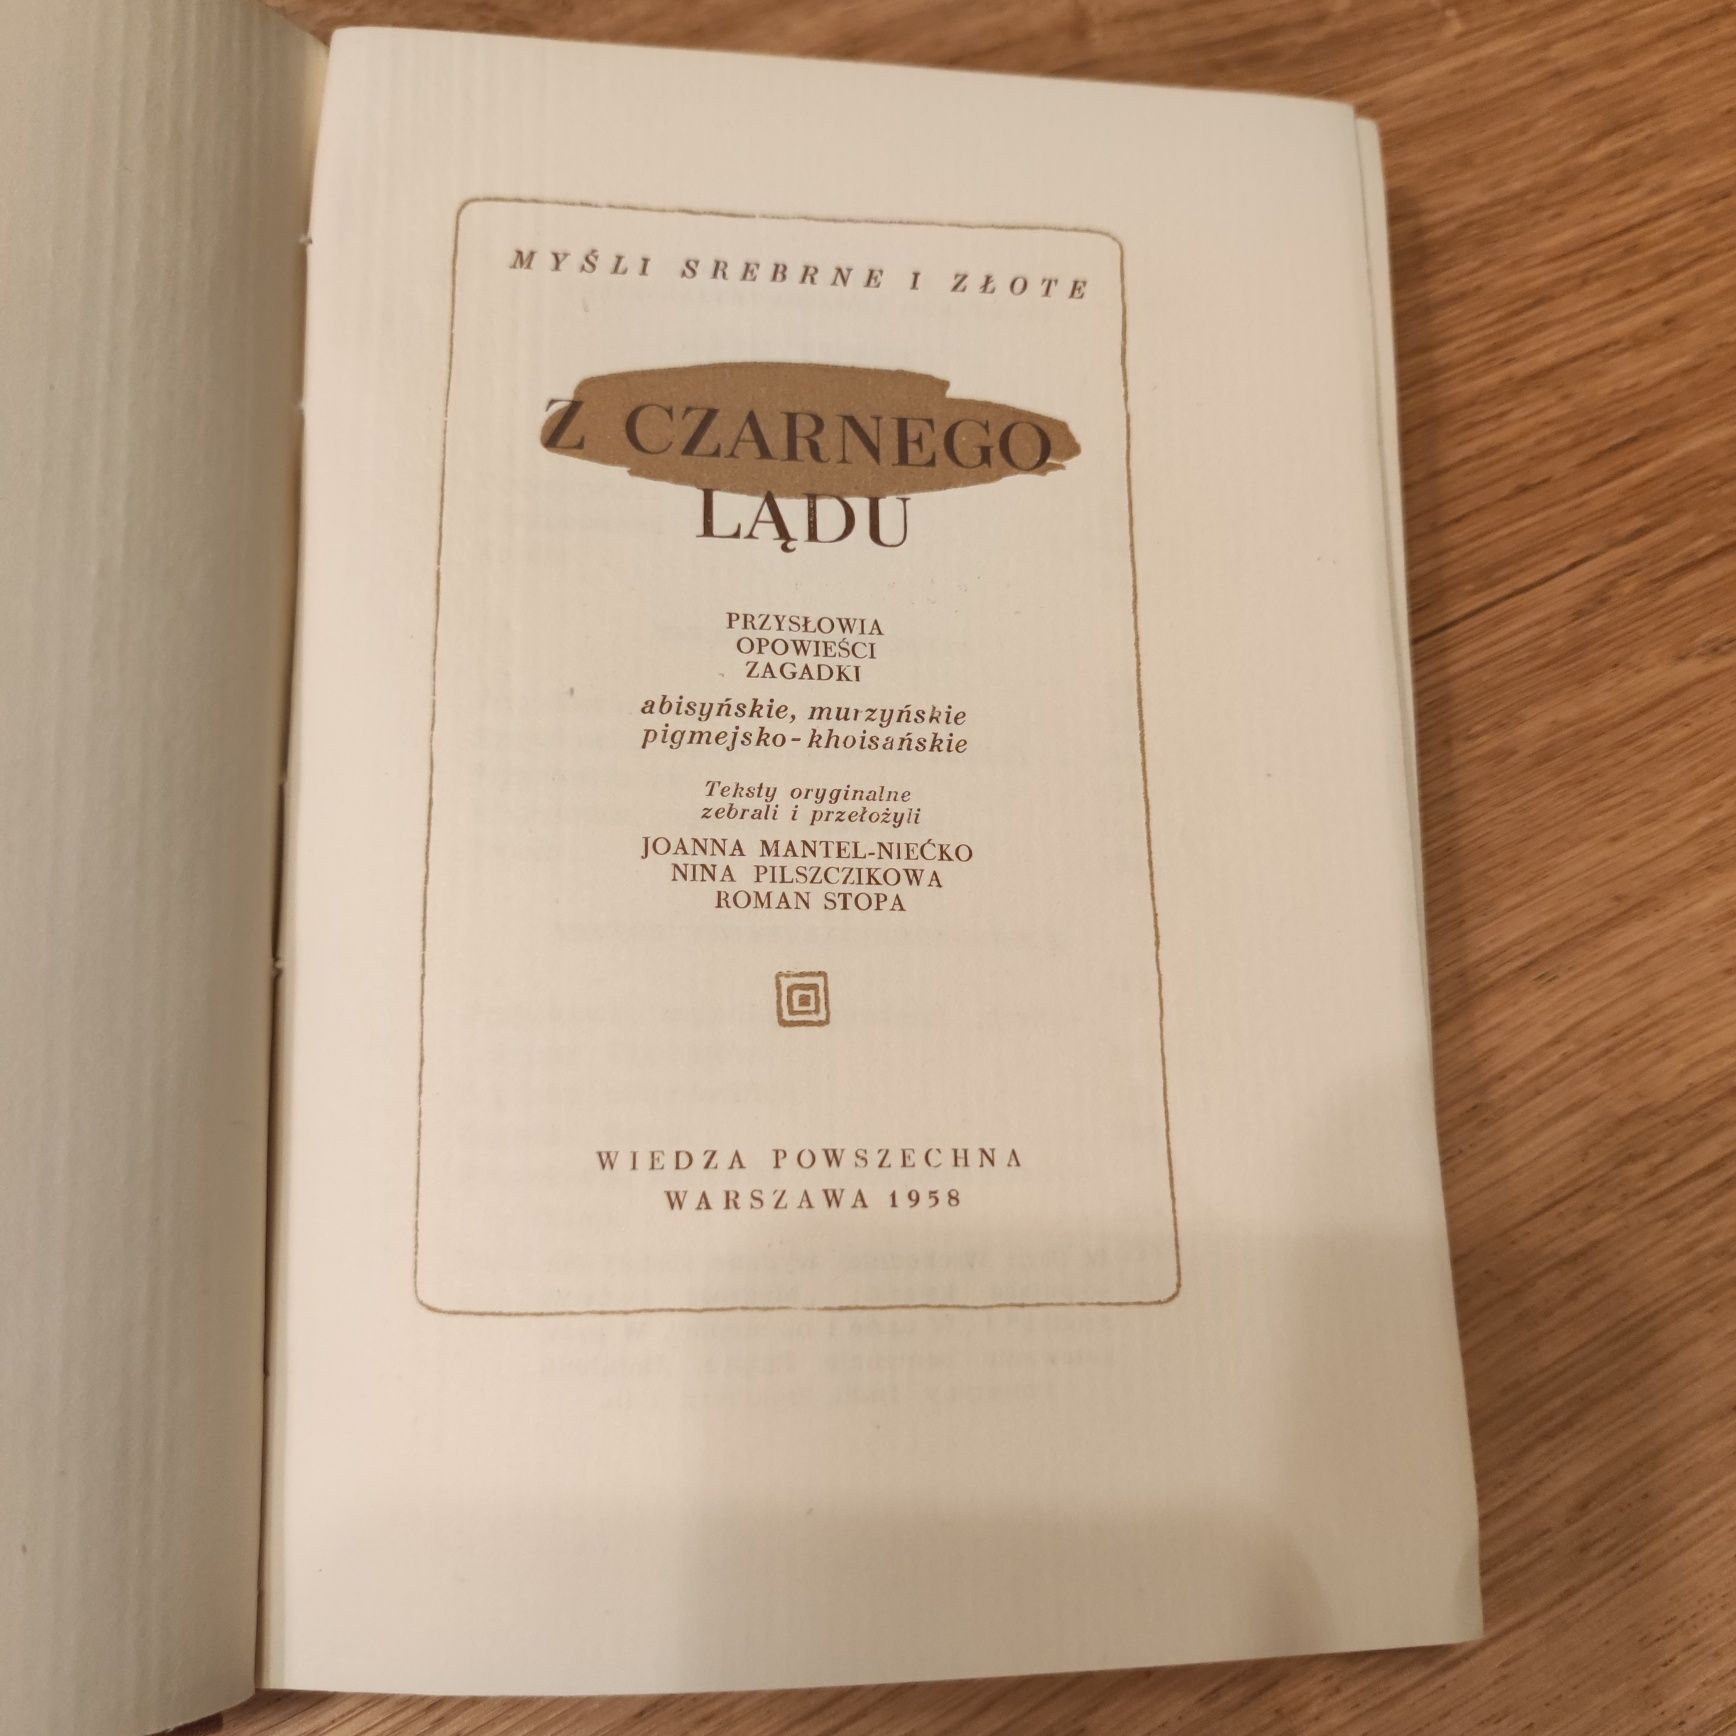 MYŚLI SREBRNE I ZŁOTE
Z CZARNEGO
LĄDU
PRZYSŁOWIA
OPOWIEŚCI
ZAGADKI
abisyńskie, murzyńskie
pigmejsko-khoisańskie
Teksty oryginalne
zebrali i przełożyli
JOANNA MANTEL-NIEĆKO
NINA PILSZCZIKOWA
ROMAN STOPA
WIEDZA POWSZECHNA
WARSZAWA 1958